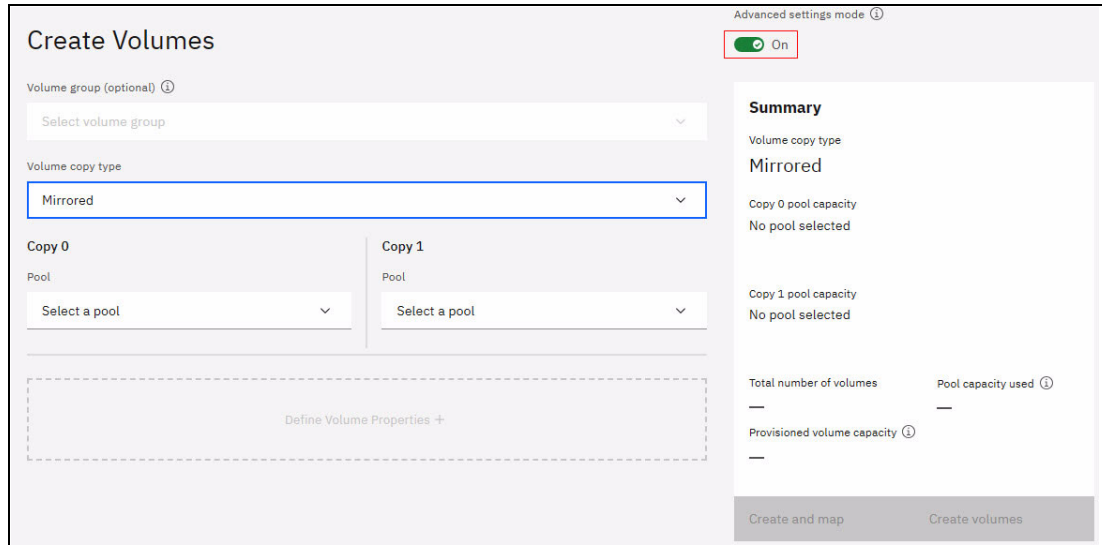 Create Volumes
Volume group (optional)
Select volume group
Volume copy type
Mirrored
Copy 0
Pool
Select a pool
Copy 1
Pool
Select a pool
Define Volume Properties +
Advanced settings mode
On
Summary
Volume copy type
Mirrored
Copy 0 pool capacity
No pool selected
Copy 1 pool capacity
No pool selected
Total number of volumes
—
Pool capacity used
—
Provisioned volume capacity
—
Create and map
Create volumes